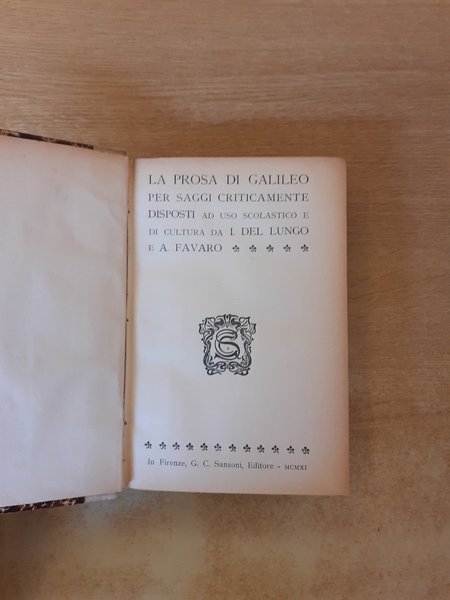 LA PROSA DI GALILEO
PER SAGGI CRITICAMENTE
DISPOSTI AD USO SCOLASTICO E
DI CULTURA DA I. DEL LUNGO
E A. FAVARO
In Firenze, G. C. Sansoni, Editore - MCMXI